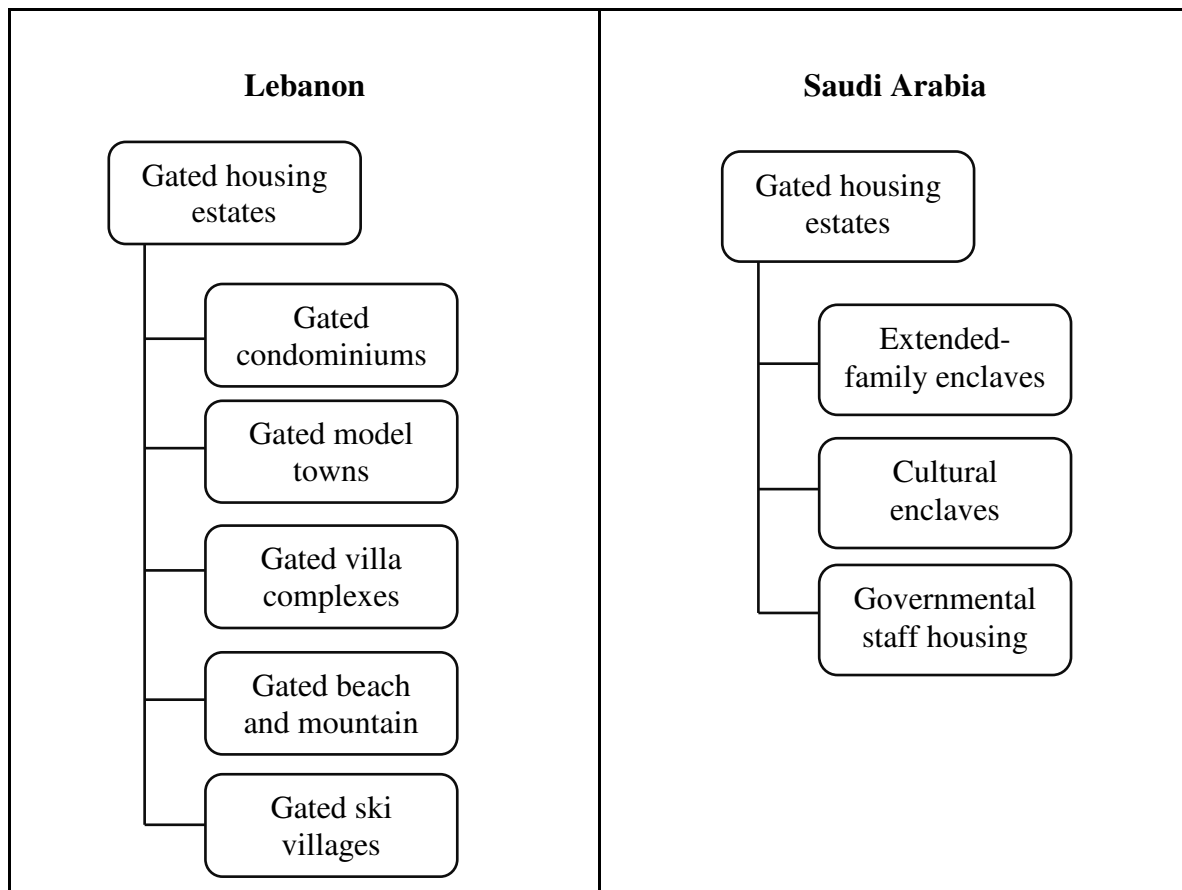 Lebanon
Gated housing
estates
Gated
condominiums
Gated model
towns
Gated villa
complexes
Gated beach
and mountain
Gated ski
villages
Saudi Arabia
Gated housing
estates
Extended-
family enclaves
Cultural
enclaves
Governmental
staff housing